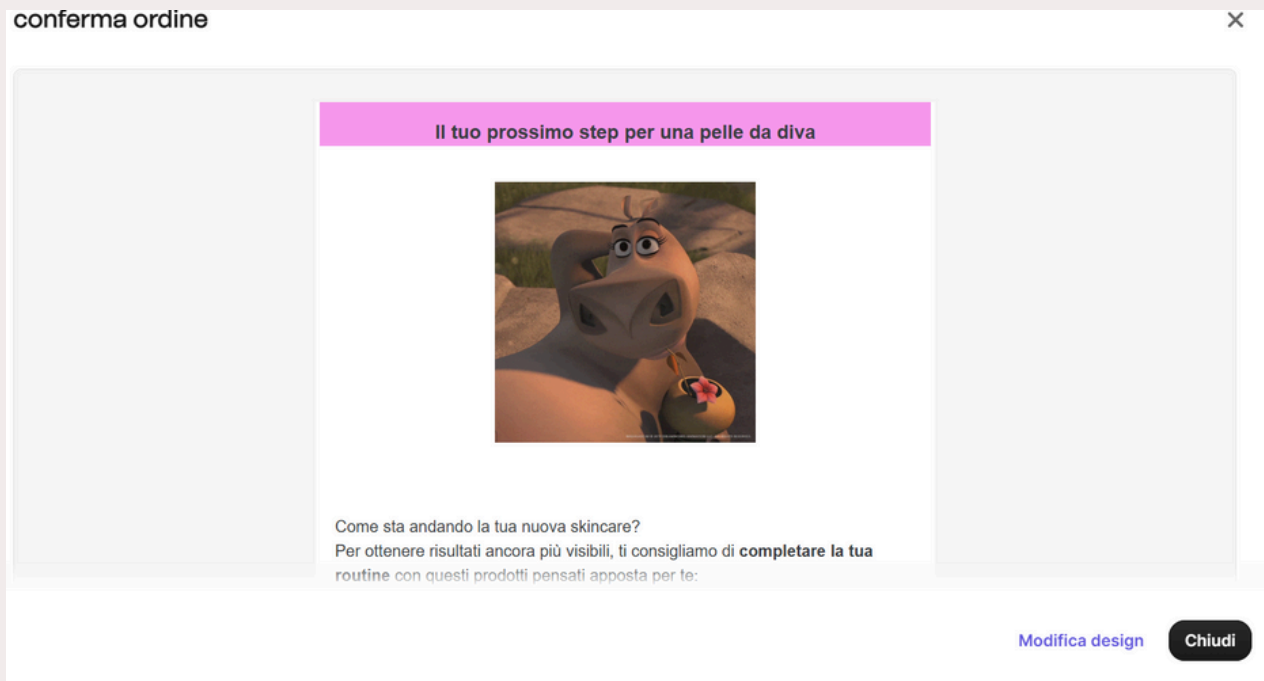 conferma ordine
Il tuo prossimo step per una pelle da diva
Come sta andando la tua nuova skincare?
Per ottenere risultati ancora più visibili, ti consigliamo di completare la tua
routine con questi prodotti pensati apposta per te:
Modifica design
Chiudi